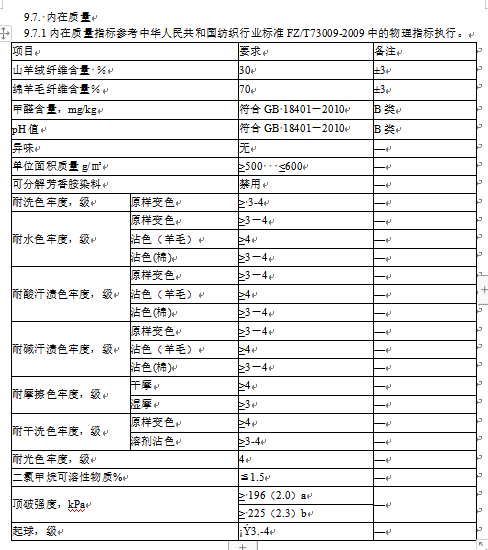 9.7.·内在质量
9.7.1 内在质量指标参考中华人民共和国纺织行业标准 FZ/T73009-2009 中的物理指标执行。
项目 要求 备注
山羊绒纤维含量·% 30 ±3
绵羊毛纤维含量% 70 ±3
甲醛含量，mg/kg 符合 GB·18401－2010 B 类
pH 值 符合 GB·18401－2010 B 类
异味 无 —
单位面积质量 g/m² ≥500···≤600 —
可分解芳香胺染料 禁用 —
耐洗色牢度，级 原样变色 ≥·3-4 —
耐水色牢度，级 原样变色 ≥3－4 —
沾色（羊毛） ≥4 —
沾色(棉) ≥3－4 —
耐酸汗渍色牢度，级 原样变色 ≥3－4 —
沾色（羊毛） ≥4 —
沾色(棉) ≥3－4 —
耐碱汗渍色牢度，级 原样变色 ≥3－4 —
沾色（羊毛） ≥4 —
沾色(棉) ≥3－4 —
耐摩擦色牢度，级 干摩 ≥4 —
湿摩 ≥3 —
耐干洗色牢度，级 原样变色 ≥4 —
溶剂沾色 ≥3-4 —
耐光色牢度，级 4 —
二氯甲烷可溶性物质% ≦1.5 —
顶破强度，kPa ≥·196（2.0）a —
≥·225（2.3）b
起球，级 ¡Ý3.-4 —